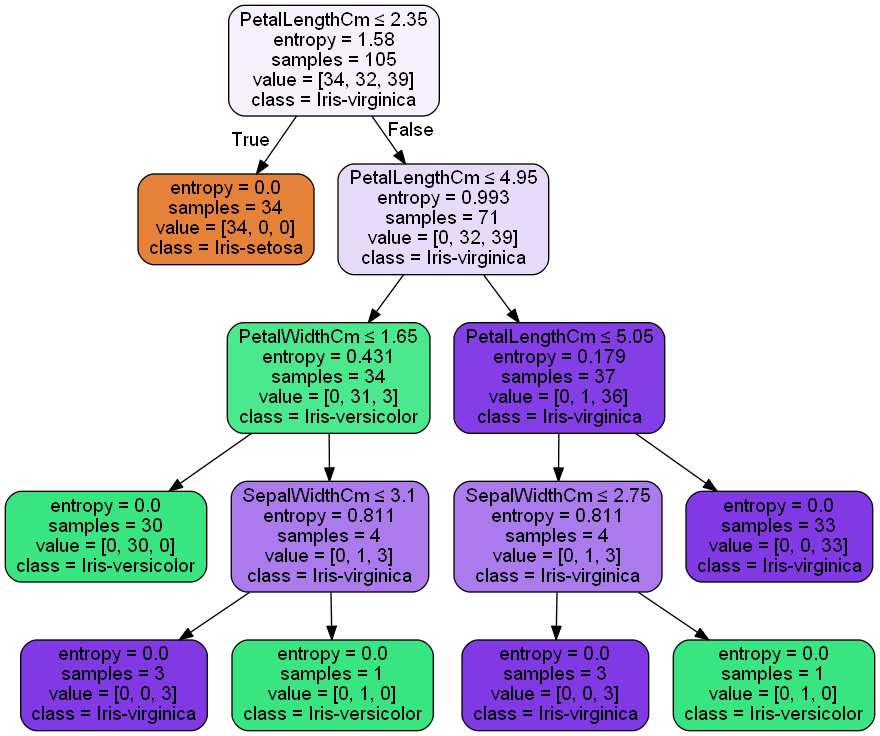 PetalLengthCm ≤ 2.35
entropy = 1.58
samples = 105
value = [34, 32, 39]
class = Iris-virginica
True
False
entropy = 0.0
samples = 34
value = [34, 0, 0]
class = Iris-setosa
PetalLengthCm ≤ 4.95
entropy = 0.993
samples = 71
value = [0, 32, 39]
class = Iris-virginica
PetalWidthCm ≤ 1.65
entropy = 0.431
samples = 34
value = [0, 31, 3]
class = Iris-versicolor
PetalLengthCm ≤ 5.05
entropy = 0.179
samples = 37
value = [0, 1, 36]
class = Iris-virginica
entropy = 0.0
samples = 30
value = [0, 30, 0]
class = Iris-versicolor
SepalWidthCm ≤ 3.1
entropy = 0.811
samples = 4
value = [0, 1, 3]
class = Iris-virginica
SepalWidthCm ≤ 2.75
entropy = 0.811
samples = 4
value = [0, 1, 3]
class = Iris-virginica
entropy = 0.0
samples = 33
value = [0, 0, 33]
class = Iris-virginica
entropy = 0.0
samples = 3
value = [0, 0, 3]
class = Iris-virginica
entropy = 0.0
samples = 1
value = [0, 1, 0]
class = Iris-versicolor
entropy = 0.0
samples = 3
value = [0, 0, 3]
class = Iris-virginica
entropy = 0.0
samples = 1
value = [0, 1, 0]
class = Iris-versicolor